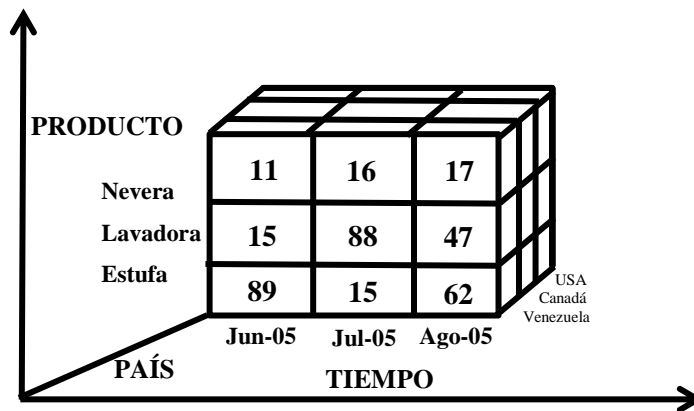 PRODUCTO
11 16 17
Nevera
Lavadora
15 88 47
Estufa
89 15 62
USA
Canadá
Venezuela
Jun-05 Jul-05 Ago-05
PAÍS
TIEMPO